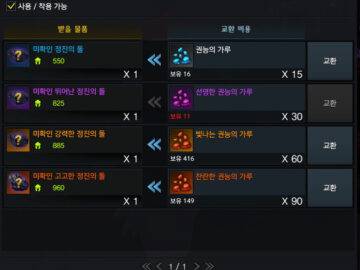 사용 / 착용 가능
받을 물품
교환 비용
미확인 정진의 돌
550
X 1
권능의 가루
보유 16
X 15
교환
미확인 뛰어난 정진의 돌
825
X 1
선명한 권능의 가루
보유 11
X 30
교환
미확인 강력한 정진의 돌
885
X 1
빛나는 권능의 가루
보유 416
X 60
교환
미확인 고고한 정진의 돌
960
X 1
찬란한 권능의 가루
보유 149
X 90
교환
1 / 1